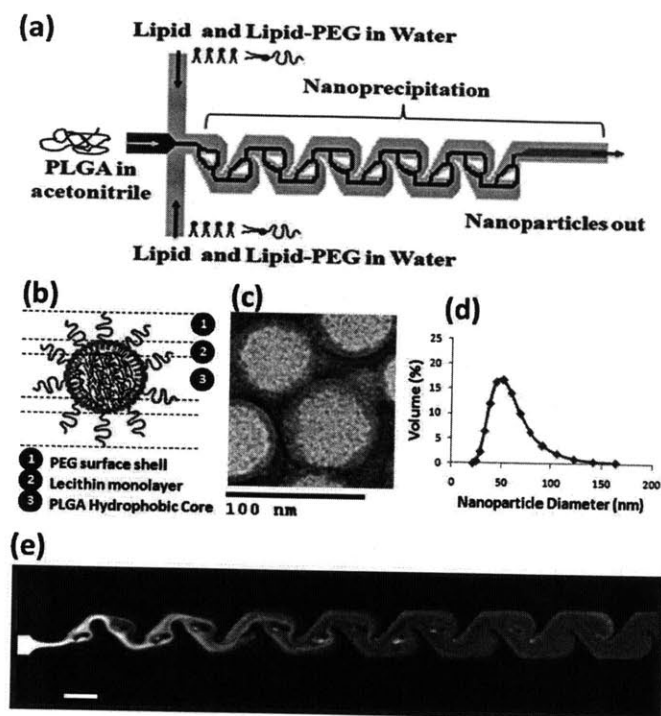 (a)
Lipid and Lipid-PEG in Water
Nanoprecipitation
PLGA in
acetonitrile
Nanoparticles out
Lipid and Lipid-PEG in Water
(b)
1
2
3
1 PEG surface shell
2 Lecithin monolayer
3 PLGA Hydrophobic Core
(c)
100 nm
(d)
Volume (%)
25
20
15
10
5
0
0 50 100 150 200
Nanoparticle Diameter (nm)
(e)